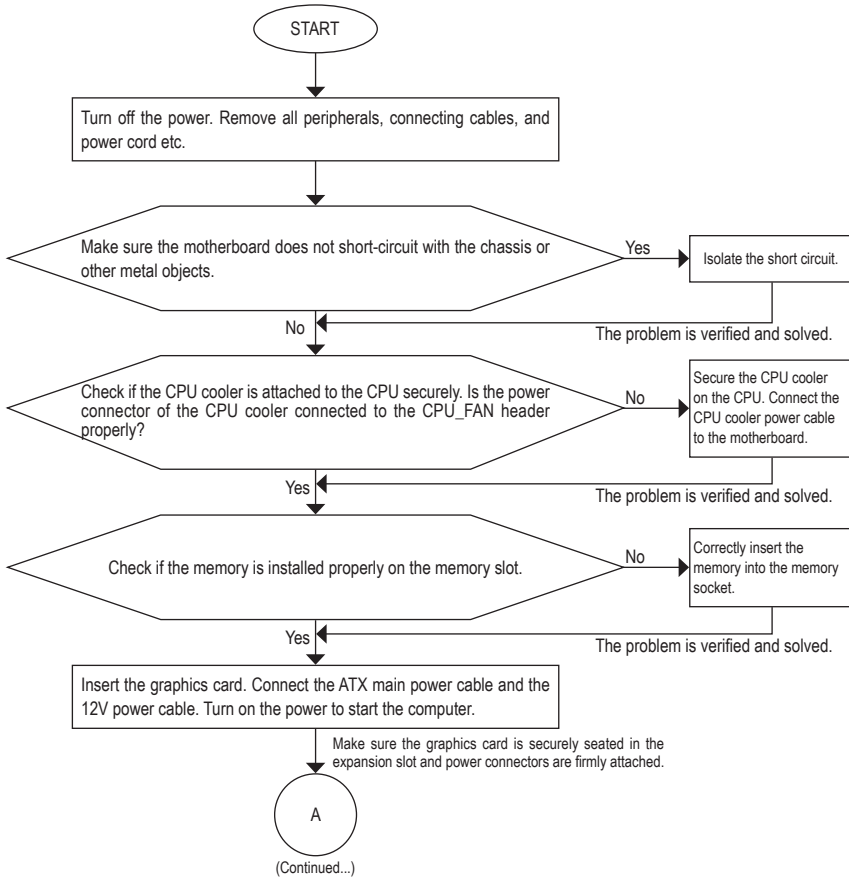 START
Turn off the power. Remove all peripherals, connecting cables, and
power cord etc.
Make sure the motherboard does not short-circuit with the chassis or
other metal objects.
Yes
Isolate the short circuit.
No
The problem is verified and solved.
Check if the CPU cooler is attached to the CPU securely. Is the power
connector of the CPU cooler connected to the CPU_FAN header
properly?
No
Secure the CPU cooler
on the CPU. Connect the
CPU cooler power cable
to the motherboard.
Yes
The problem is verified and solved.
Check if the memory is installed properly on the memory slot.
No
Correctly insert the
memory into the memory
socket.
Yes
The problem is verified and solved.
Insert the graphics card. Connect the ATX main power cable and the
12V power cable. Turn on the power to start the computer.
Make sure the graphics card is securely seated in the
expansion slot and power connectors are firmly attached.
A
(Continued...)